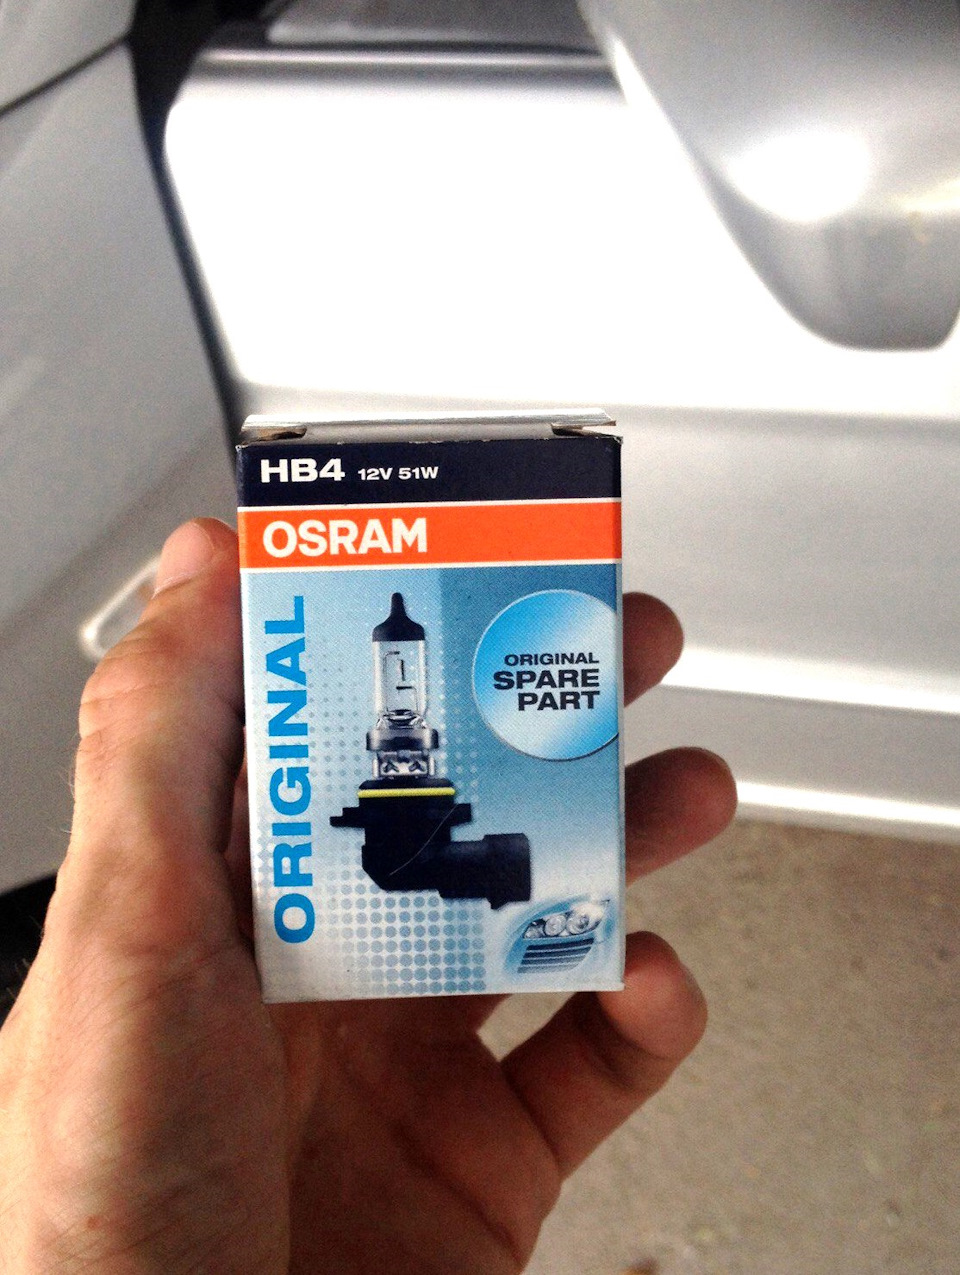 HB4 12V 51W
OSRAM
ORIGINAL
ORIGINAL
SPARE
PART